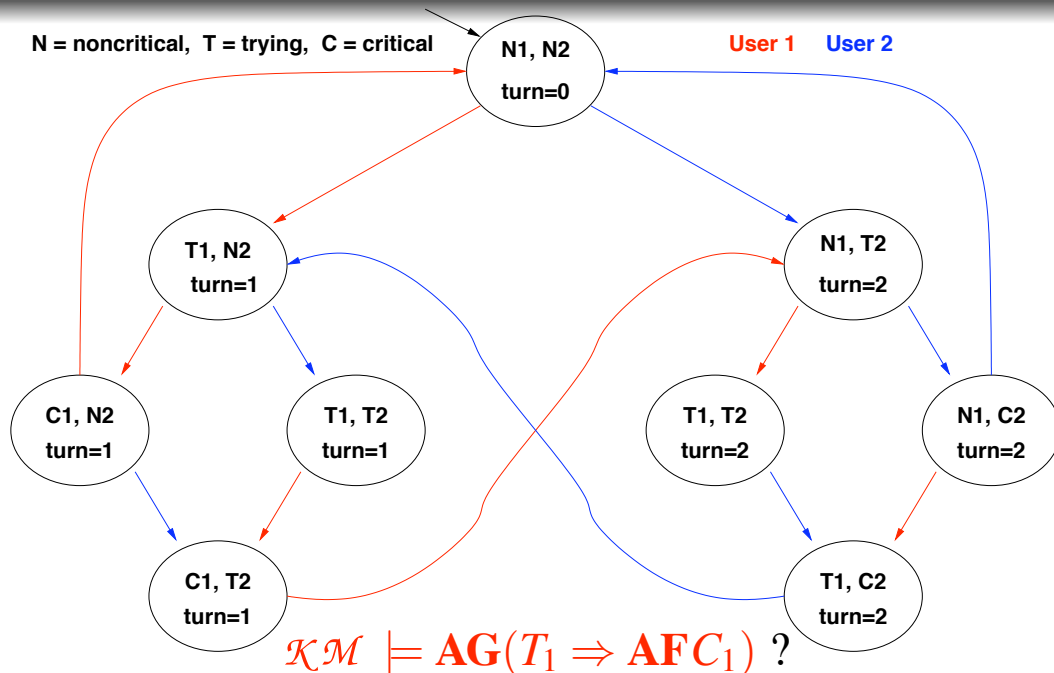 N = noncritical, T = trying, C = critical
User 1 User 2
N1, N2
turn=0
T1, N2
turn=1
N1, T2
turn=2
C1, N2
turn=1
T1, T2
turn=1
T1, T2
turn=2
N1, C2
turn=2
C1, T2
turn=1
T1, C2
turn=2
𝒦ℳ ⊨ AG(T₁ ⇒ AFC₁) ?